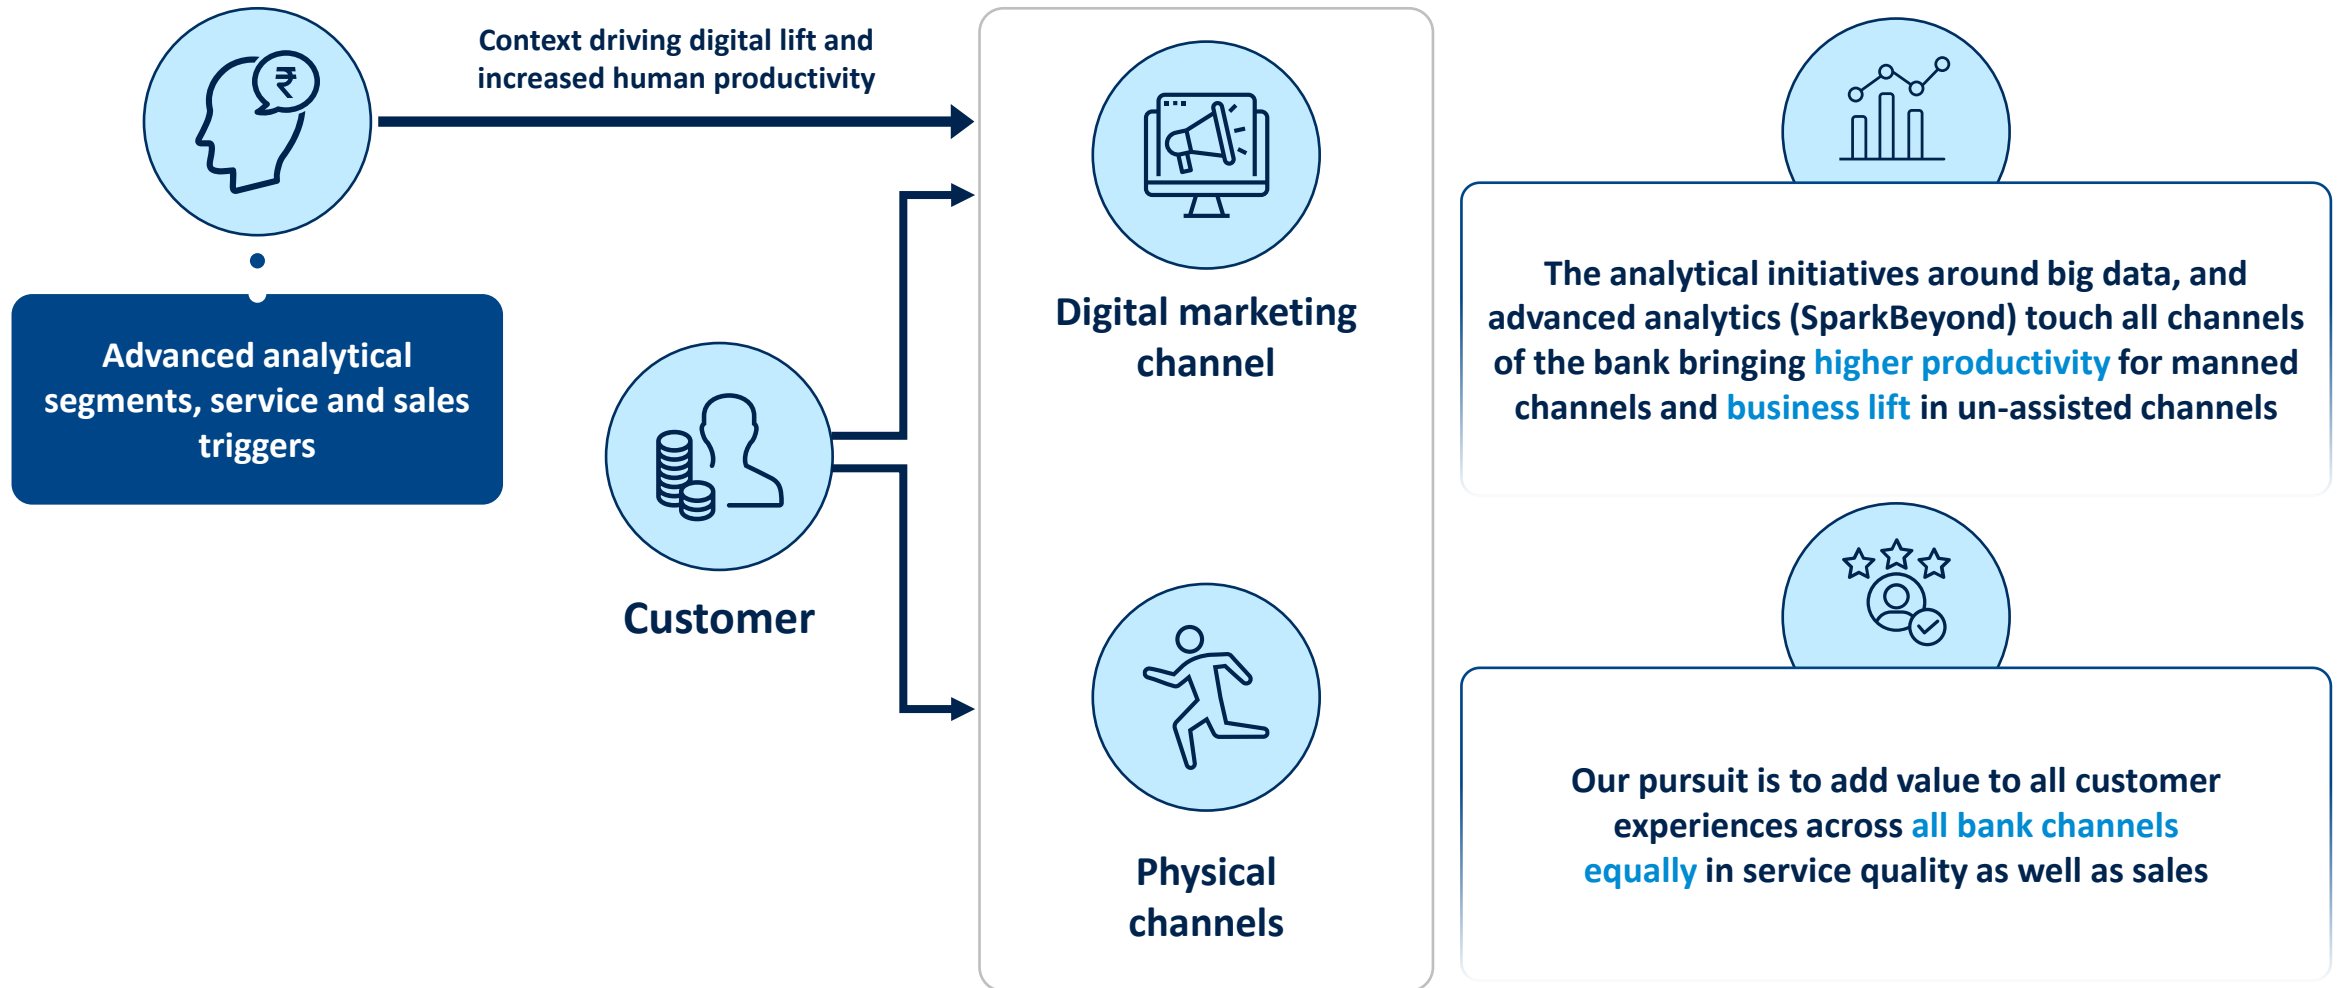 Context driving digital lift and
increased human productivity
₹
Advanced analytical
segments, service and sales
triggers
Customer
Digital marketing
channel
Physical
channels
The analytical initiatives around big data, and
advanced analytics (SparkBeyond) touch all channels
of the bank bringing higher productivity for manned
channels and business lift in un-assisted channels
Our pursuit is to add value to all customer
experiences across all bank channels
equally in service quality as well as sales